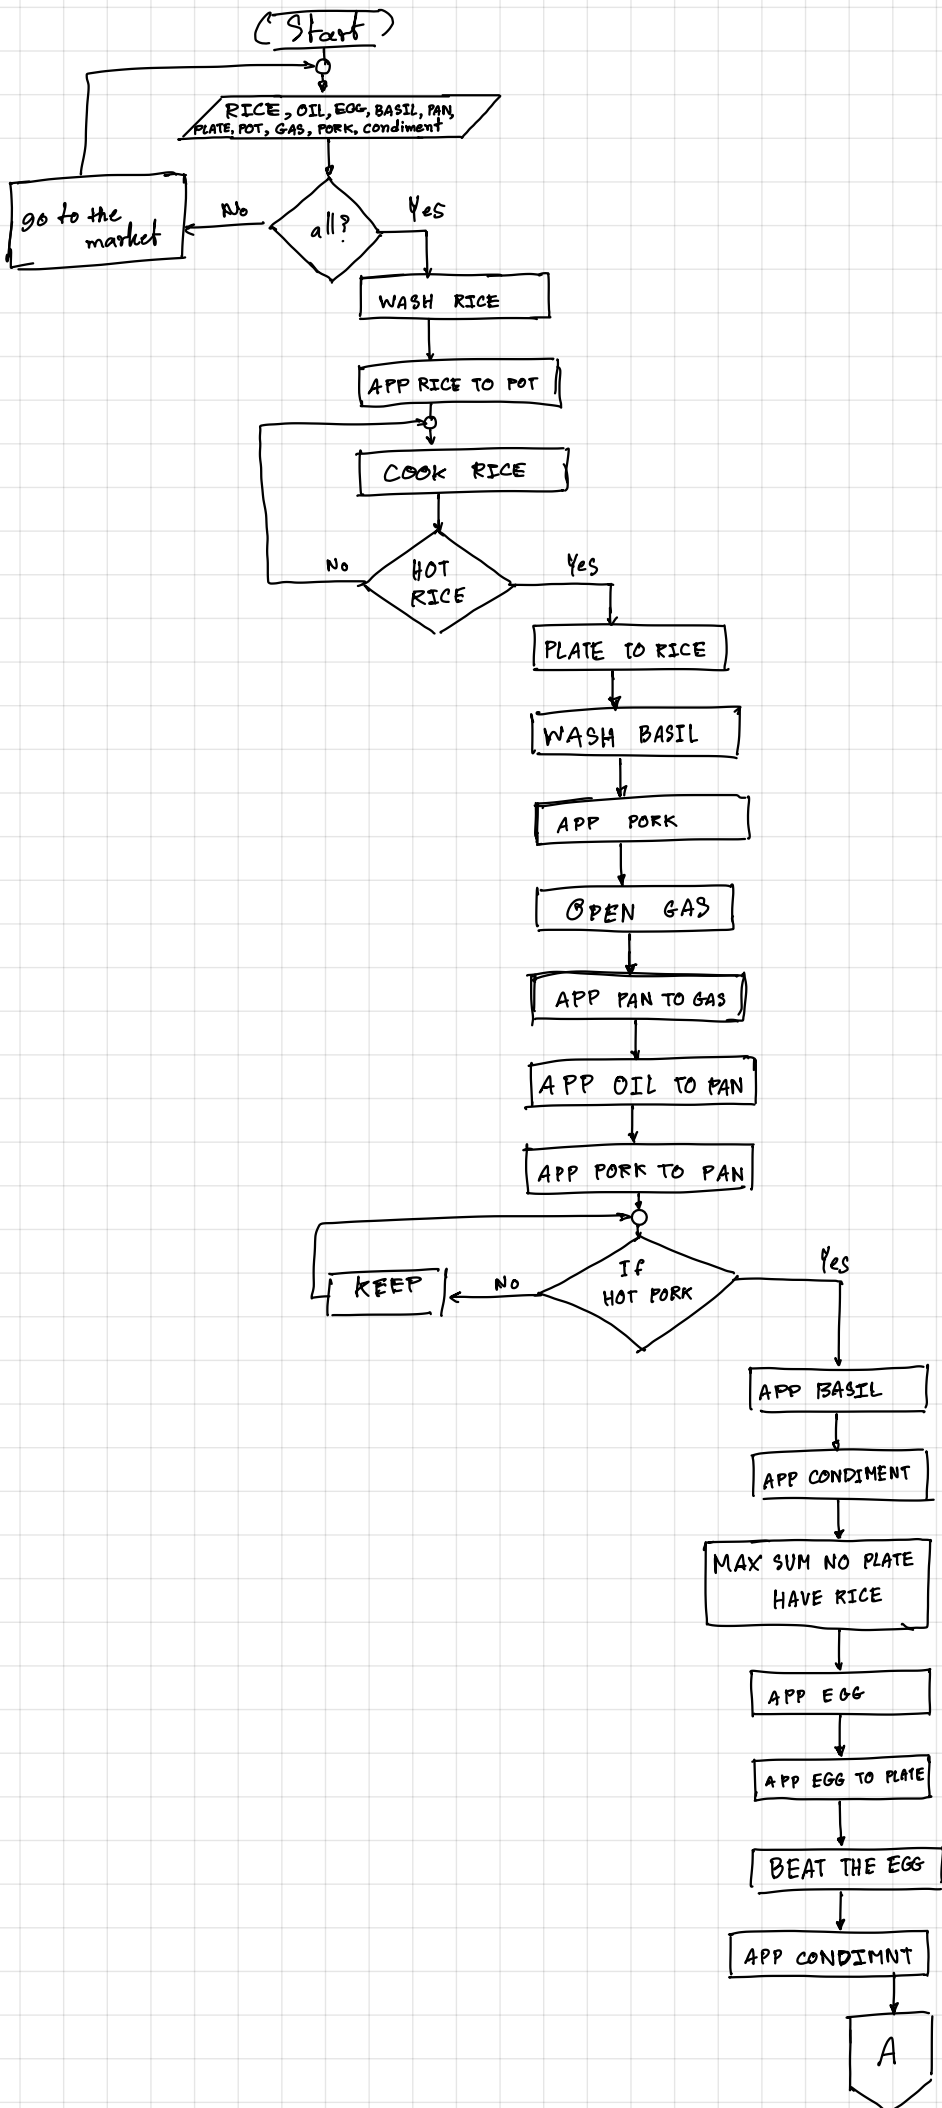 (Start)
RICE, OIL, EGG, BASIL, PAN,
PLATE, POT, GAS, PORK, Condiment
all?
No
Yes
go to the
market
WASH RICE
APP RICE TO POT
COOK RICE
HOT
RICE
No
Yes
PLATE TO RICE
WASH BASIL
APP PORK
OPEN GAS
APP PAN TO GAS
APP OIL TO PAN
APP PORK TO PAN
If
HOT PORK
NO
Yes
KEEP
APP BASIL
APP CONDIMENT
MAX SUM NO PLATE
HAVE RICE
APP EGG
APP EGG TO PLATE
BEAT THE EGG
APP CONDIMNT
A